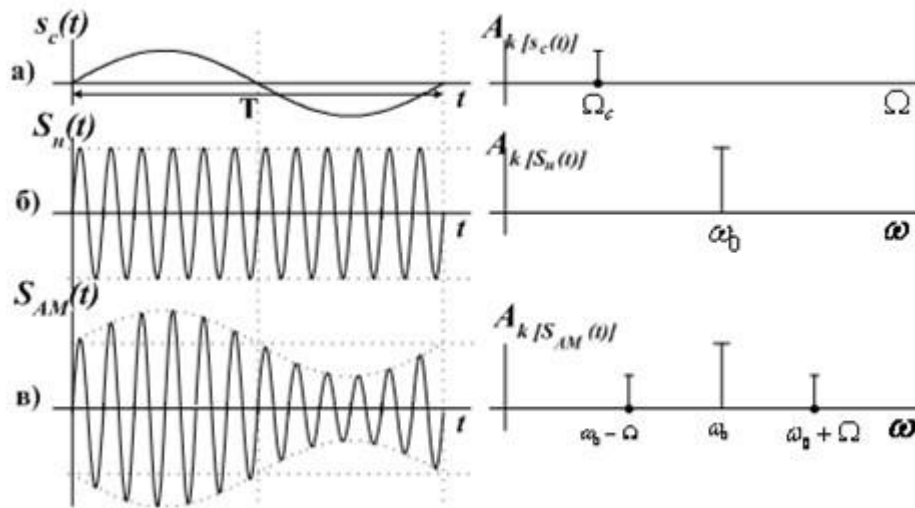 s_c(t)
A_k [s_c(t)]
а)
T
t
Ω_c
Ω
S_н(t)
A_k [S_н(t)]
б)
t
ω_0
ω
S_AM(t)
A_k [S_AM (t)]
в)
t
ω_0 − Ω
ω_0
ω_0 + Ω
ω